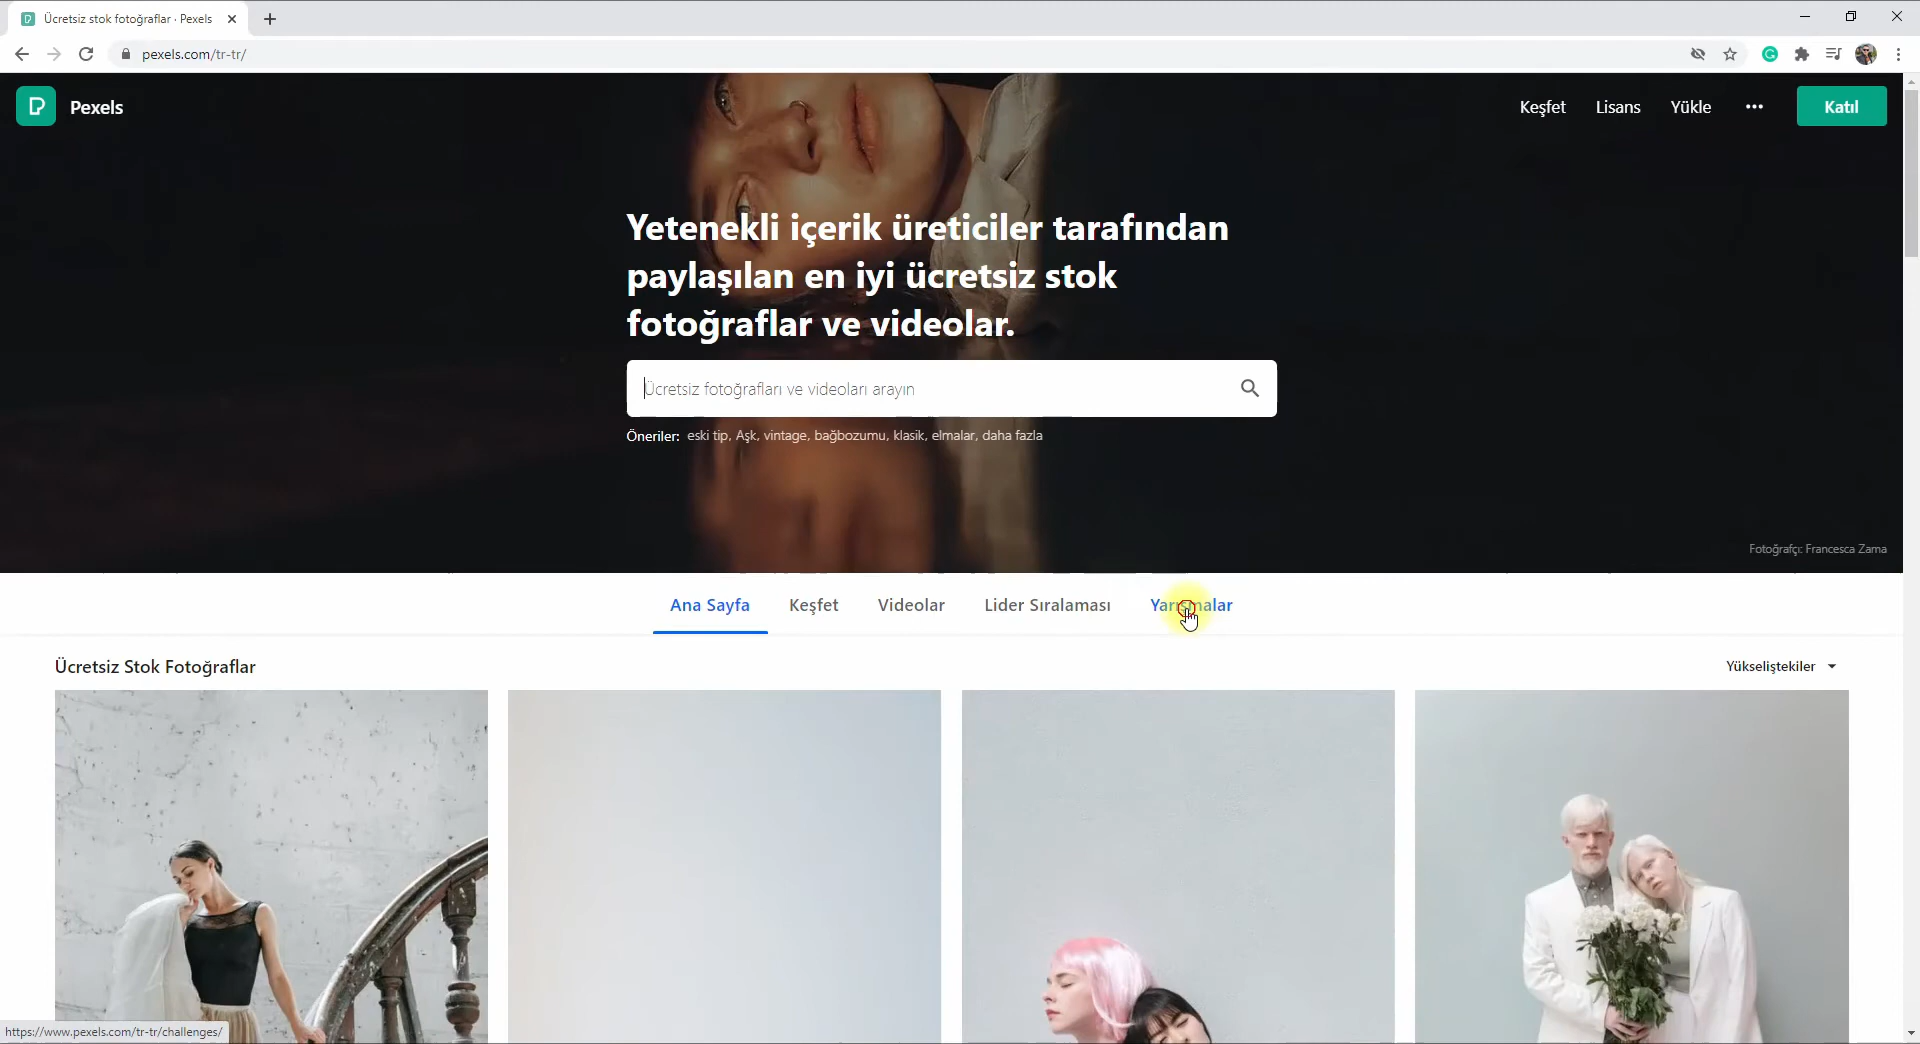 Ücretsiz stok fotoğraflar · Pexels
pexels.com/tr-tr/
Pexels
Keşfet Lisans Yükle ••• Katıl
Yetenekli içerik üreticiler tarafından
paylaşılan en iyi ücretsiz stok
fotoğraflar ve videolar.
Ücretsiz fotoğrafları ve videoları arayın
Öneriler: eski tip, Aşk, vintage, bağbozumu, klasik, elmalar, daha fazla
Fotoğrafçı: Francesca Zama
Ana Sayfa Keşfet Videolar Lider Sıralaması Yarışmalar
Ücretsiz Stok Fotoğraflar
Yükseliştekiler
https://www.pexels.com/tr-tr/challenges/